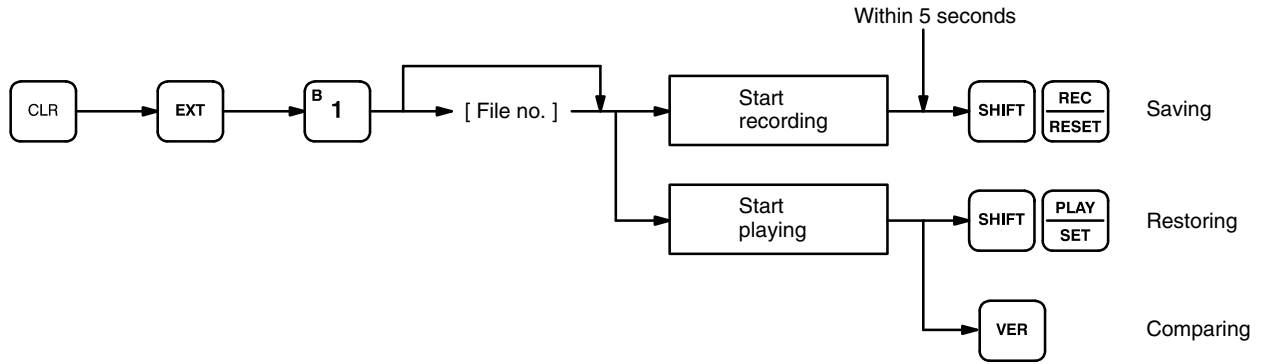 Within 5 seconds
CLR
EXT
B
1
[ File no. ]
Start
recording
SHIFT
REC
RESET
Saving
Start
playing
SHIFT
PLAY
SET
Restoring
VER
Comparing